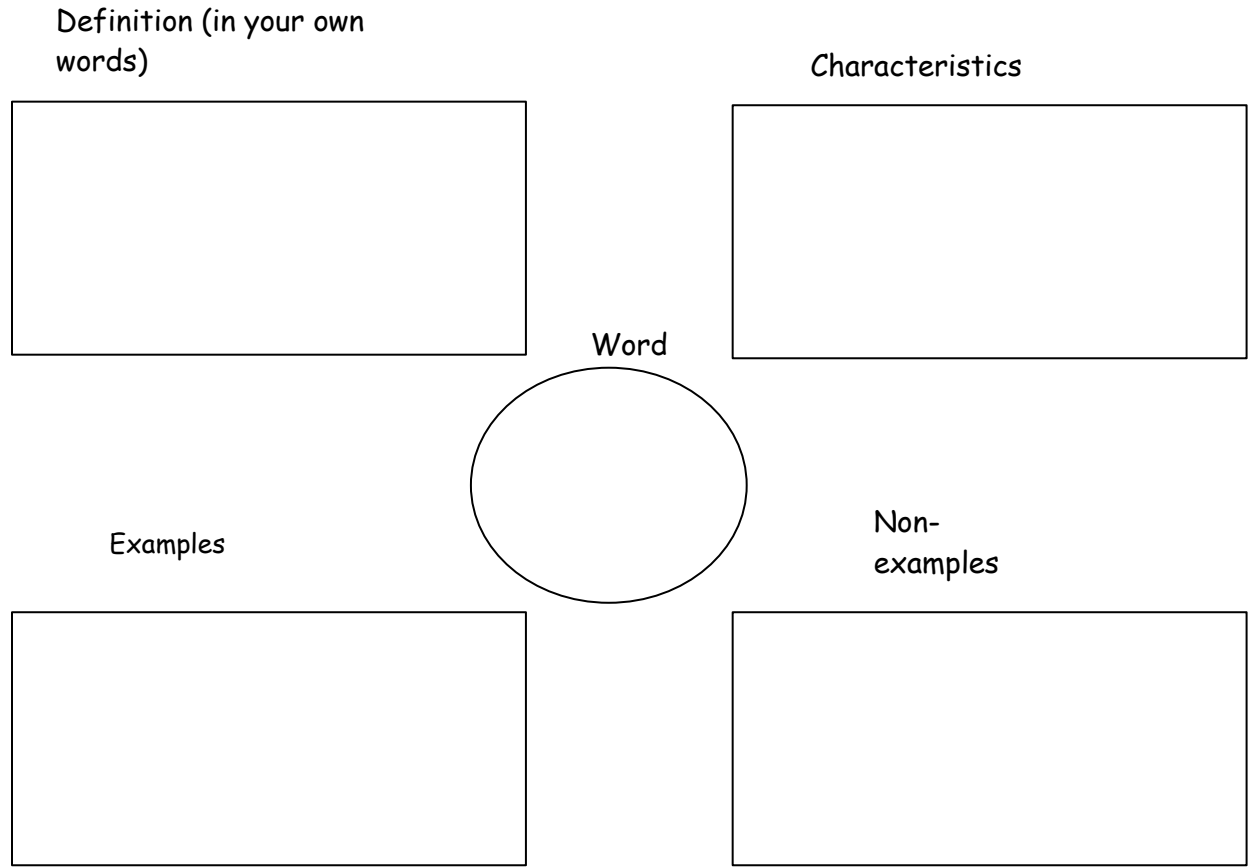 Definition (in your own
words)
Characteristics
Word
Examples
Non-
examples